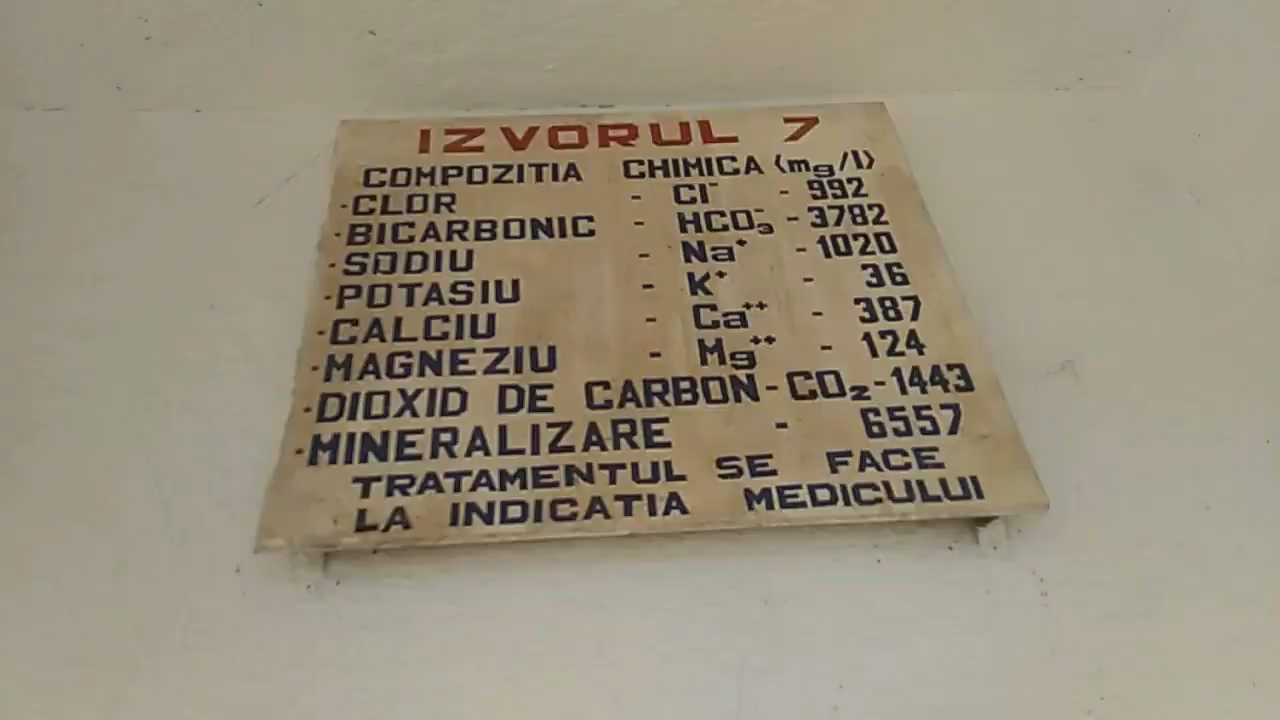 IZVORUL 7
COMPOZITIA CHIMICA (mg/l)
·CLOR - Cl⁻ - 992
·BICARBONIC - HCO₃⁻ - 3782
·SODIU - Na⁺ - 1020
·POTASIU - K⁺ - 36
·CALCIU - Ca⁺⁺ - 387
·MAGNEZIU - Mg⁺⁺ - 124
·DIOXID DE CARBON - CO₂ - 1443
·MINERALIZARE - 6557
TRATAMENTUL SE FACE
LA INDICATIA MEDICULUI